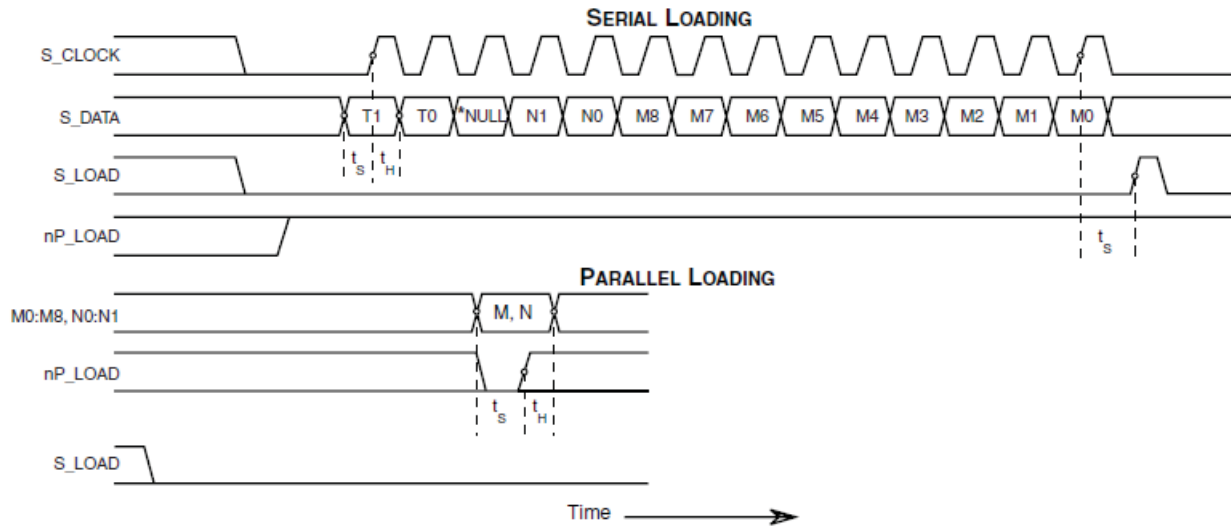 SERIAL LOADING
S_CLOCK
S_DATA T1 T0 *NULL N1 N0 M8 M7 M6 M5 M4 M3 M2 M1 M0
tS tH
S_LOAD
nP_LOAD
tS
PARALLEL LOADING
M0:M8, N0:N1 M, N
nP_LOAD
tS tH
S_LOAD
Time